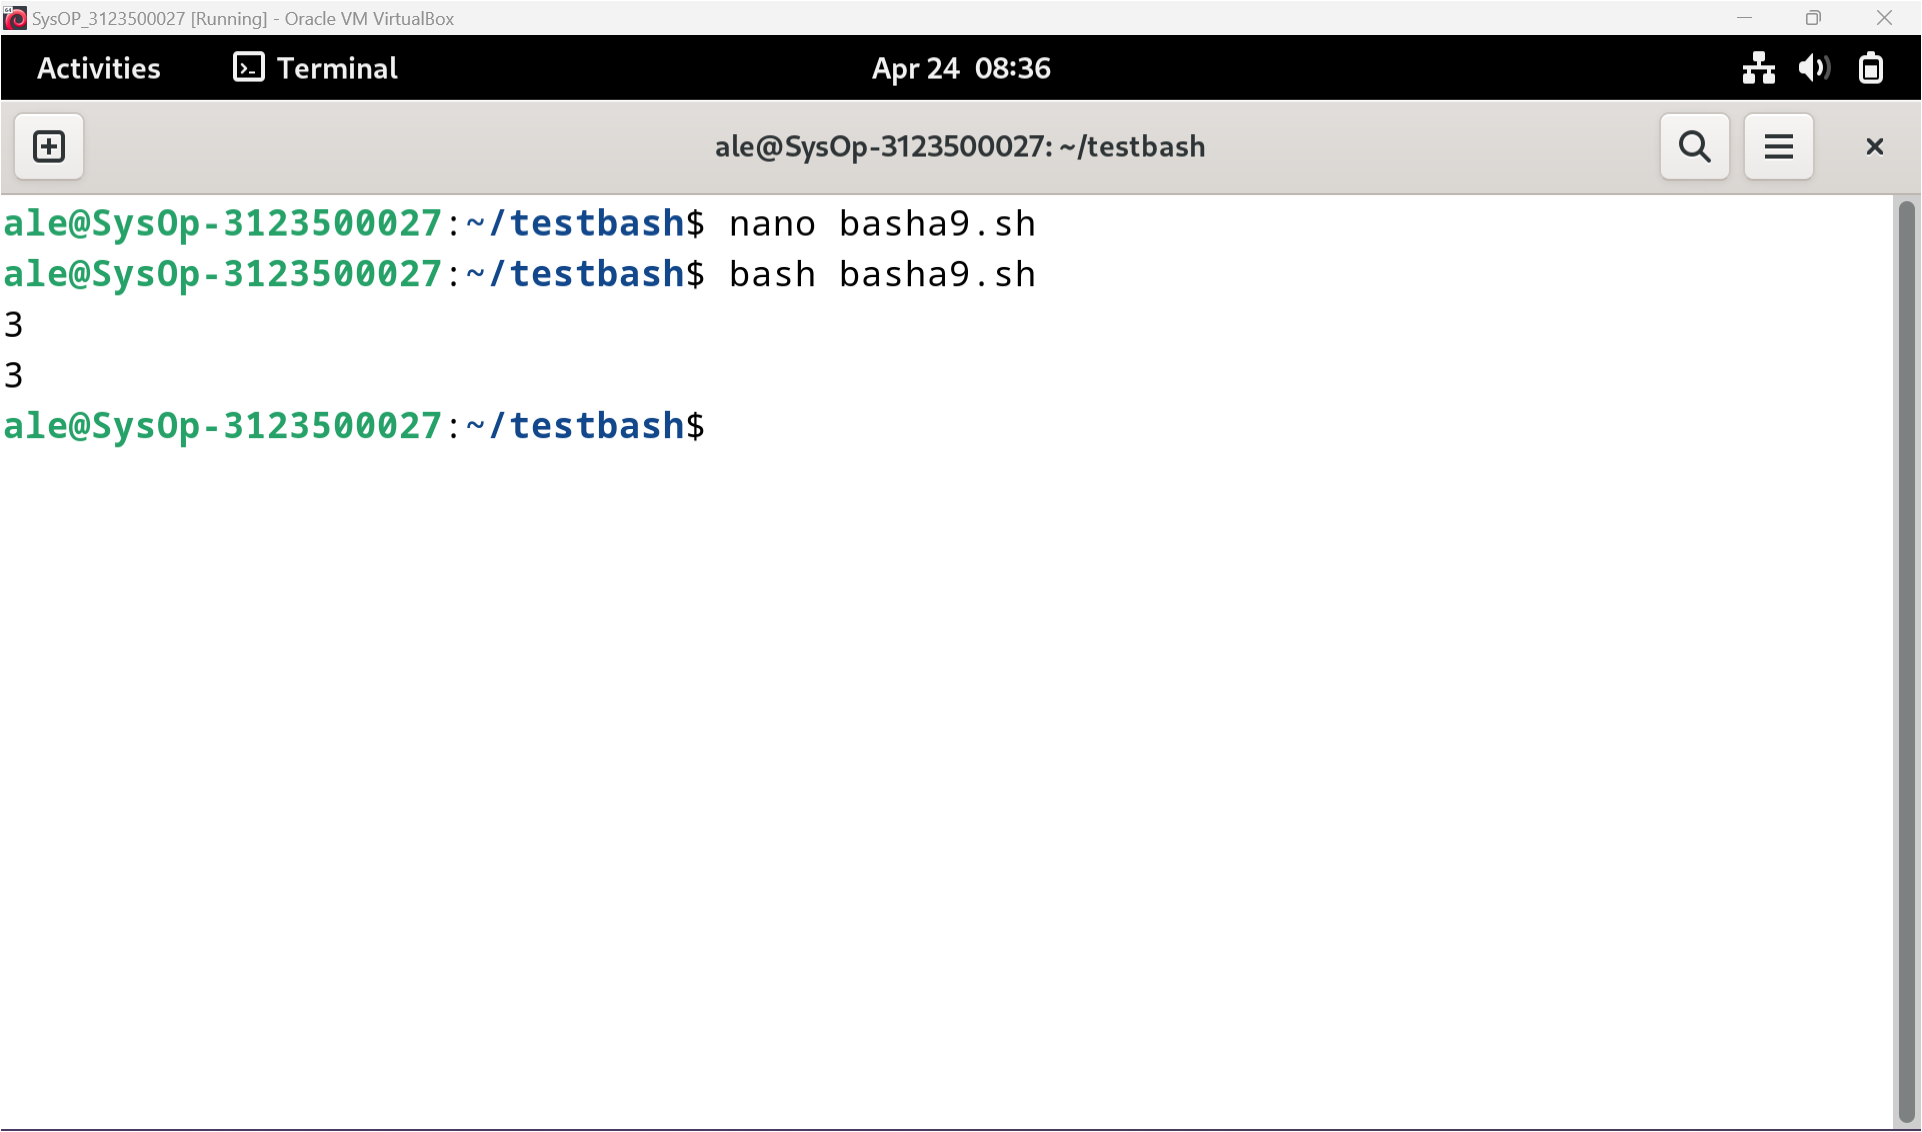 SysOP_3123500027 [Running] - Oracle VM VirtualBox
Activities Terminal Apr 24 08:36
ale@SysOp-3123500027: ~/testbash
ale@SysOp-3123500027:~/testbash$ nano basha9.sh
ale@SysOp-3123500027:~/testbash$ bash basha9.sh
3
3
ale@SysOp-3123500027:~/testbash$